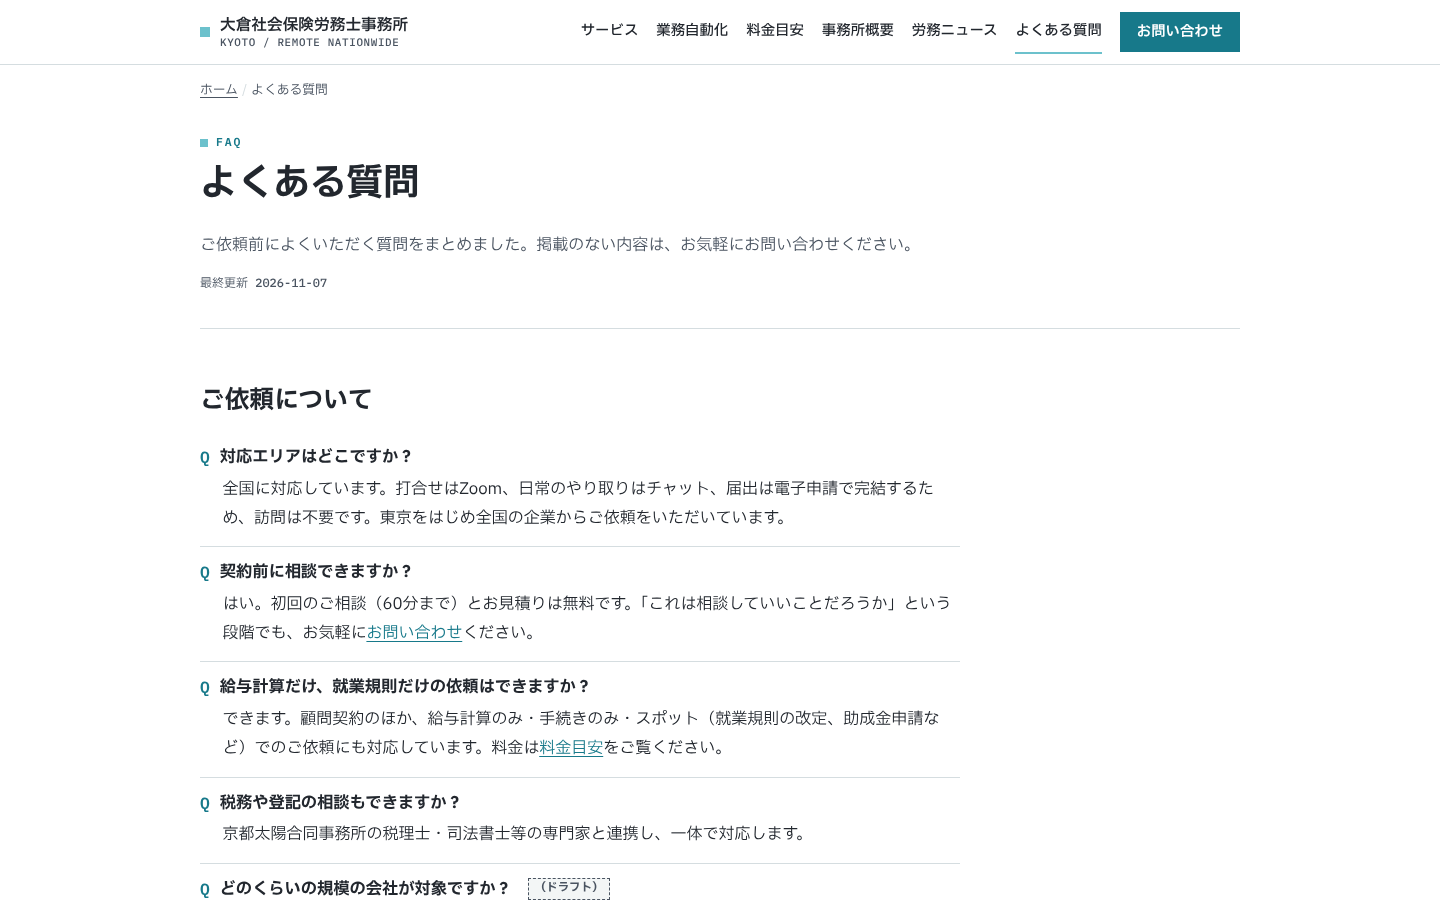 大倉社会保険労務士事務所
KYOTO / REMOTE NATIONWIDE
サービス 業務自動化 料金目安 事務所概要 労務ニュース よくある質問 お問い合わせ
ホーム / よくある質問
FAQ
よくある質問
ご依頼前によくいただく質問をまとめました。掲載のない内容は、お気軽にお問い合わせください。
最終更新 2026-11-07
ご依頼について
Q 対応エリアはどこですか？
全国に対応しています。打合せはZoom、日常のやり取りはチャット、届出は電子申請で完結するた
め、訪問は不要です。東京をはじめ全国の企業からご依頼をいただいています。
Q 契約前に相談できますか？
はい。初回のご相談（60分まで）とお見積りは無料です。「これは相談していいことだろうか」という
段階でも、お気軽にお問い合わせください。
Q 給与計算だけ、就業規則だけの依頼はできますか？
できます。顧問契約のほか、給与計算のみ・手続きのみ・スポット（就業規則の改定、助成金申請な
ど）でのご依頼にも対応しています。料金は料金目安をご覧ください。
Q 税務や登記の相談もできますか？
京都太陽合同事務所の税理士・司法書士等の専門家と連携し、一体で対応します。
Q どのくらいの規模の会社が対象ですか？ （ドラフト）